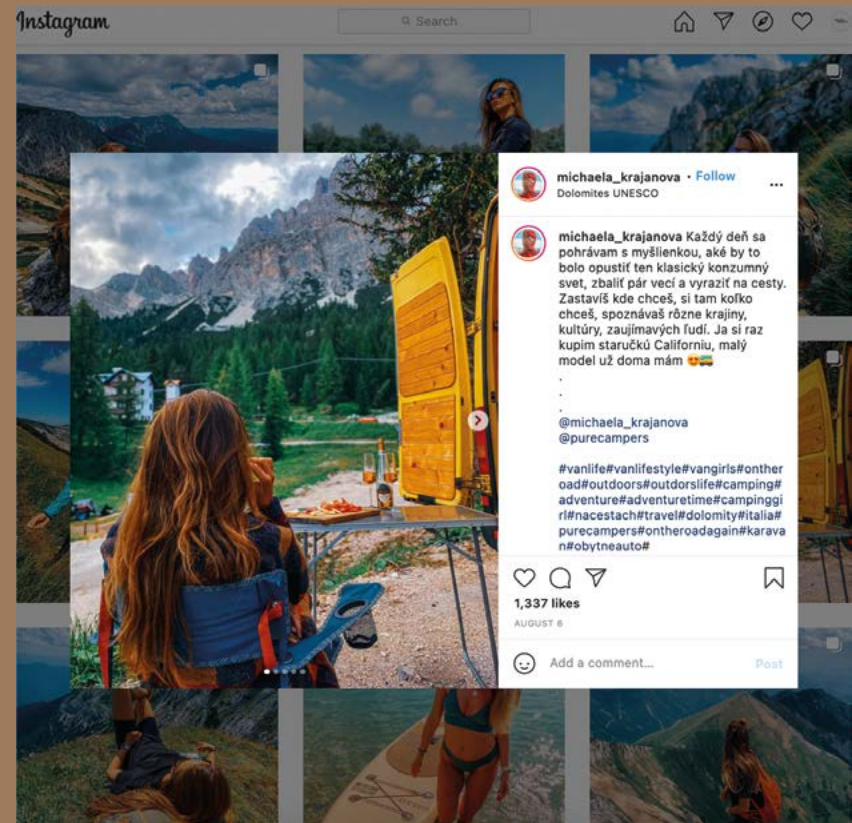 Instagram
Search
michaela_krajanova • Follow
Dolomites UNESCO
...
michaela_krajanova Každý deň sa
pohrávam s myšlienkou, aké by to
bolo opustiť ten klasický konzumný
svet, zbaliť pár vecí a vyraziť na cesty.
Zastavíš kde chceš, si tam koľko
chceš, spoznávaš rôzne krajiny,
kultúry, zaujímavých ľudí. Ja si raz
kupim staručkú Californiu, malý
model už doma mám 😍🚐
.
.
.
@michaela_krajanova
@purecampers
#vanlife#vanlifestyle#vangirls#onther
oad#outdoors#outdorslife#camping#
adventure#adventuretime#campinggi
rl#nacestach#travel#dolomity#italia#
purecampers#ontheroadagain#karava
n#obytneauto#
1,337 likes
AUGUST 6
Add a comment...
Post